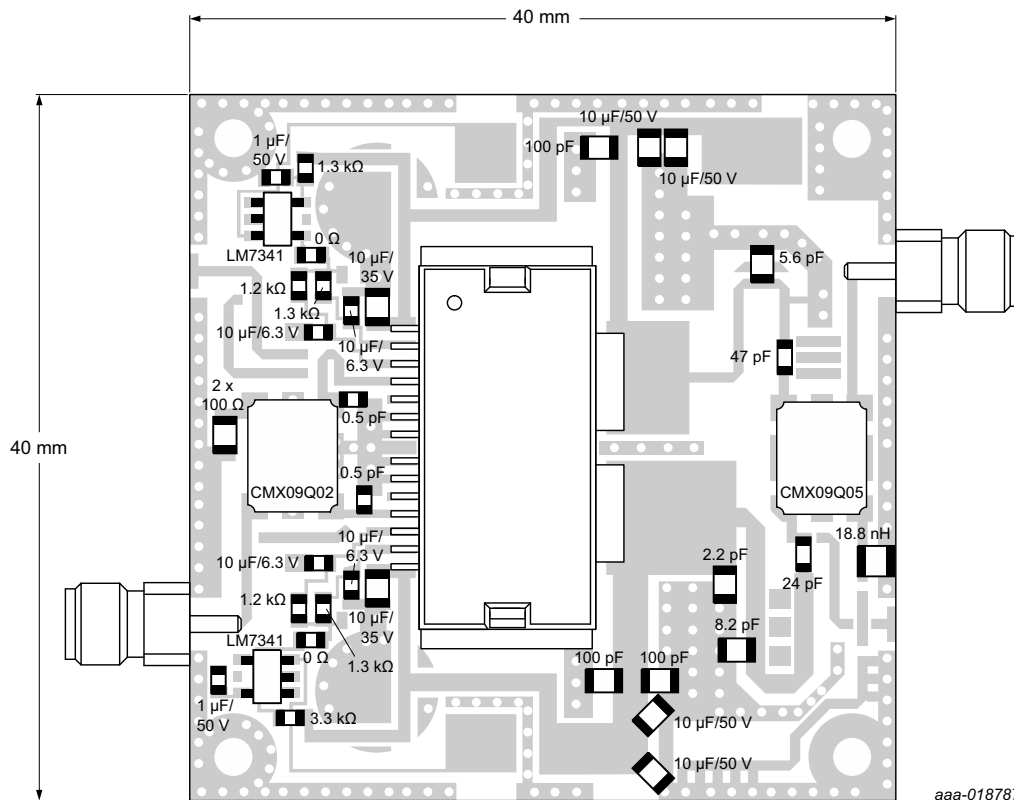 40 mm
10 µF/50 V
1 µF/
50 V
1.3 kΩ
100 pF
10 µF/50 V
LM7341
0 Ω
10 µF/
35 V
5.6 pF
1.2 kΩ
1.3 kΩ
10 µF/6.3 V
10 µF/
6.3 V
47 pF
2 x
100 Ω
0.5 pF
40 mm
0.5 pF
CMX09Q02
CMX09Q05
10 µF/
6.3 V
18.8 nH
10 µF/6.3 V
2.2 pF
24 pF
1.2 kΩ
10 µF/
35 V
8.2 pF
LM7341
0 Ω
1.3 kΩ
100 pF
100 pF
1 µF/
50 V
3.3 kΩ
10 µF/50 V
10 µF/50 V